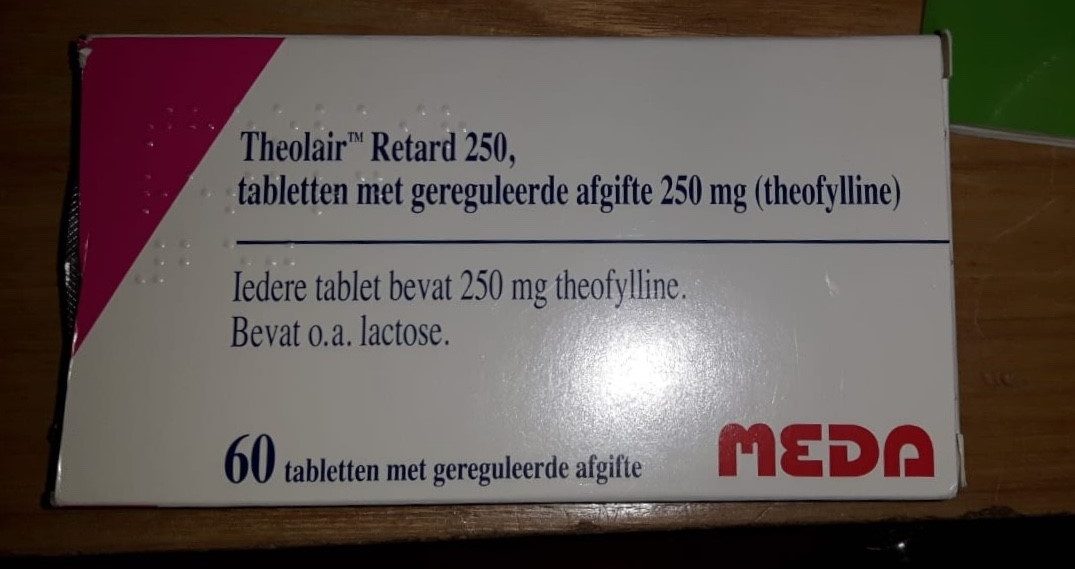 Theolair™ Retard 250,
tabletten met gereguleerde afgifte 250 mg (theofylline)
Iedere tablet bevat 250 mg theofylline.
Bevat o.a. lactose.
60 tabletten met gereguleerde afgifte
MEDA